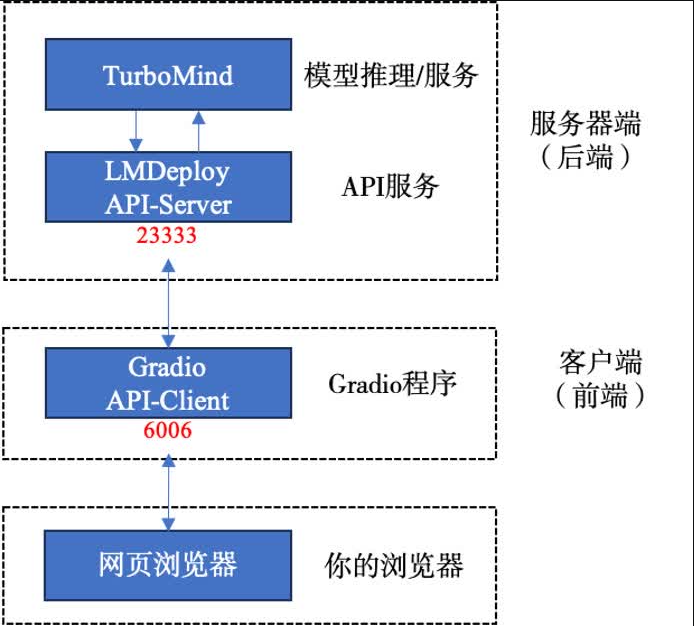 TurboMind
模型推理/服务
LMDeploy
API-Server
API服务
23333
服务器端
（后端）
Gradio
API-Client
Gradio程序
6006
客户端
（前端）
网页浏览器
你的浏览器